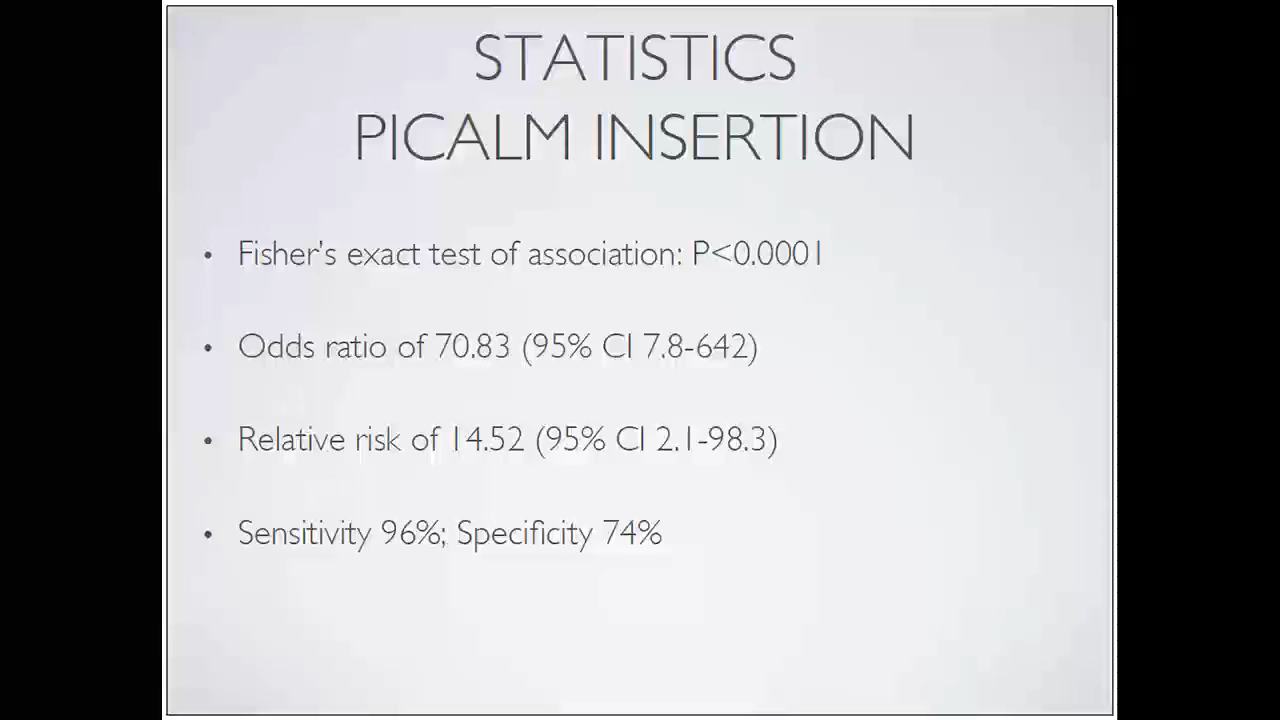 STATISTICS
PICALM INSERTION
• Fisher's exact test of association: P<0.0001
• Odds ratio of 70.83 (95% CI 7.8-642)
• Relative risk of 14.52 (95% CI 2.1-98.3)
• Sensitivity 96%; Specificity 74%